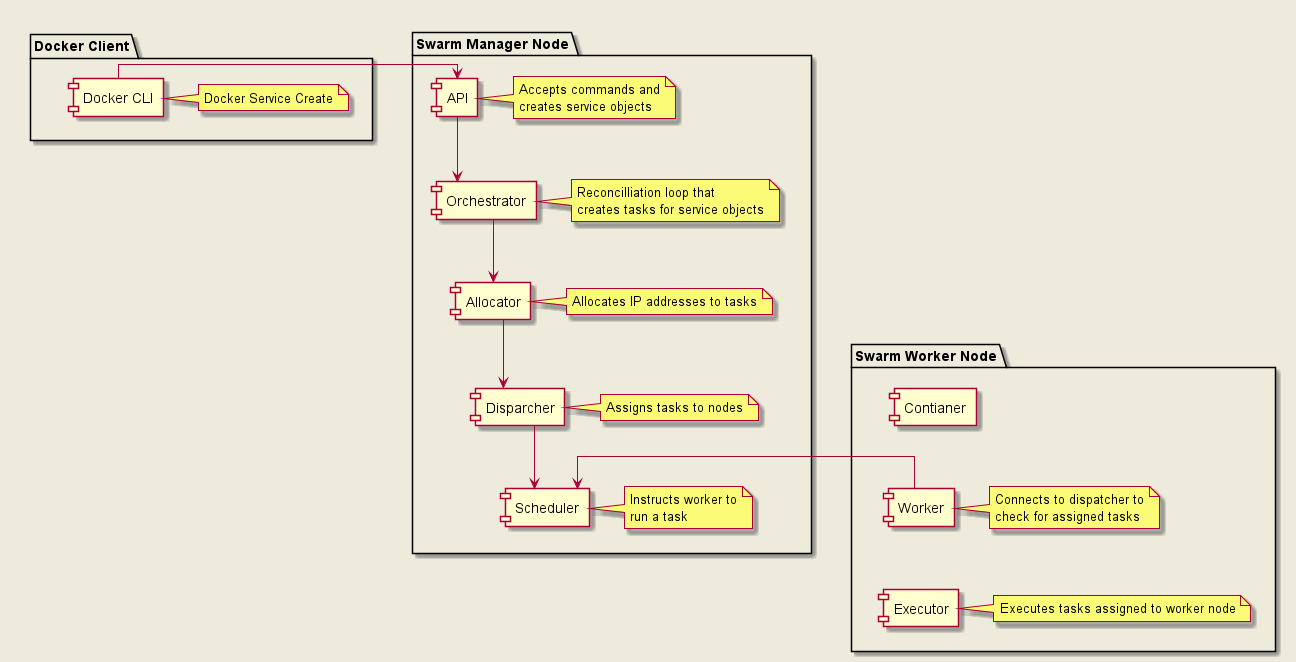 Docker Client
Docker CLI
Docker Service Create
Swarm Manager Node
API
Accepts commands and
creates service objects
Orchestrator
Reconcilliation loop that
creates tasks for service objects
Allocator
Allocates IP addresses to tasks
Disparcher
Assigns tasks to nodes
Scheduler
Instructs worker to
run a task
Swarm Worker Node
Contianer
Worker
Connects to dispatcher to
check for assigned tasks
Executor
Executes tasks assigned to worker node